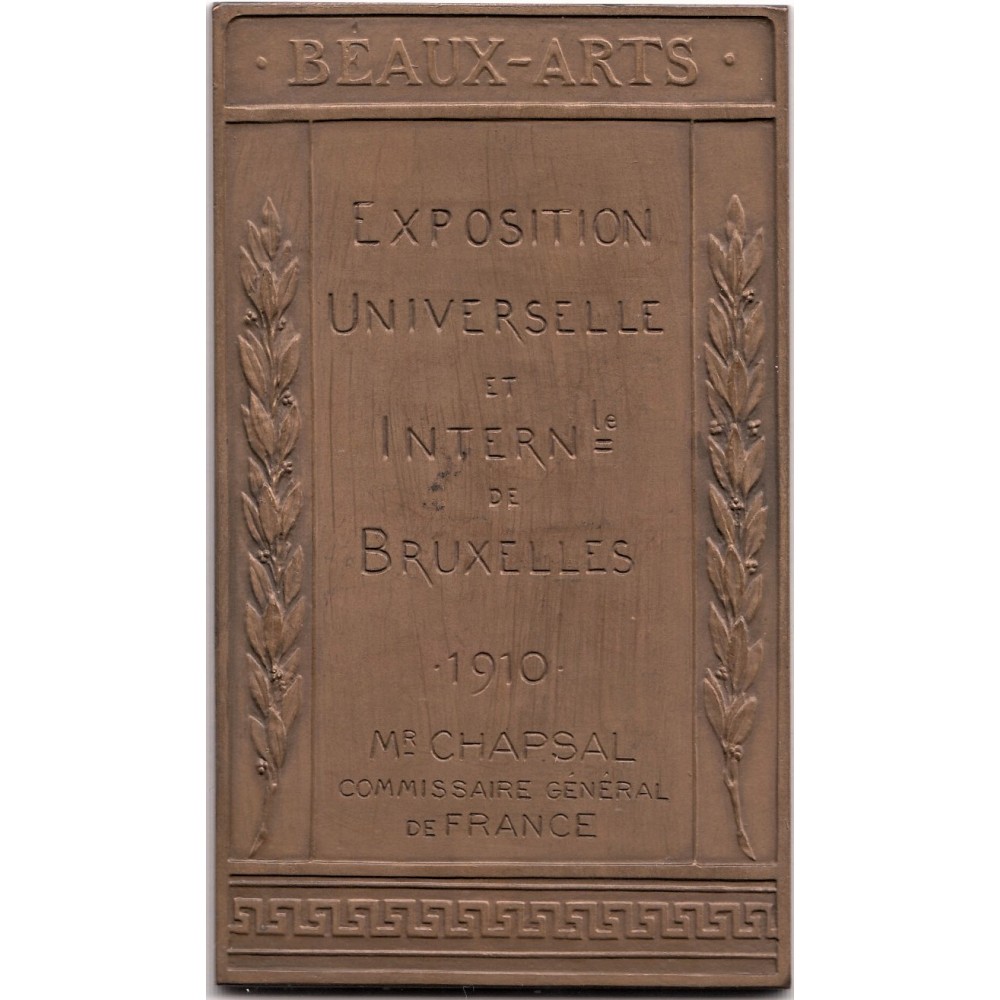 · BEAUX-ARTS ·
EXPOSITION
UNIVERSELLE
ET
INTERNle
DE
BRUXELLES
·1910·
MR CHAPSAL
COMMISSAIRE GÉNÉRAL
DE FRANCE